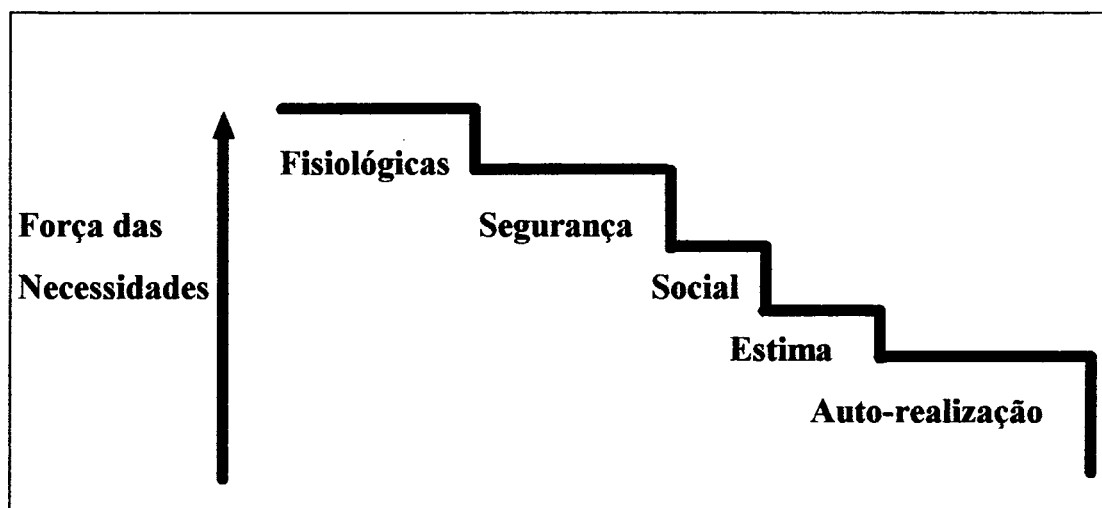 Fisiológicas
Força das
Necessidades
Segurança
Social
Estima
Auto-realização